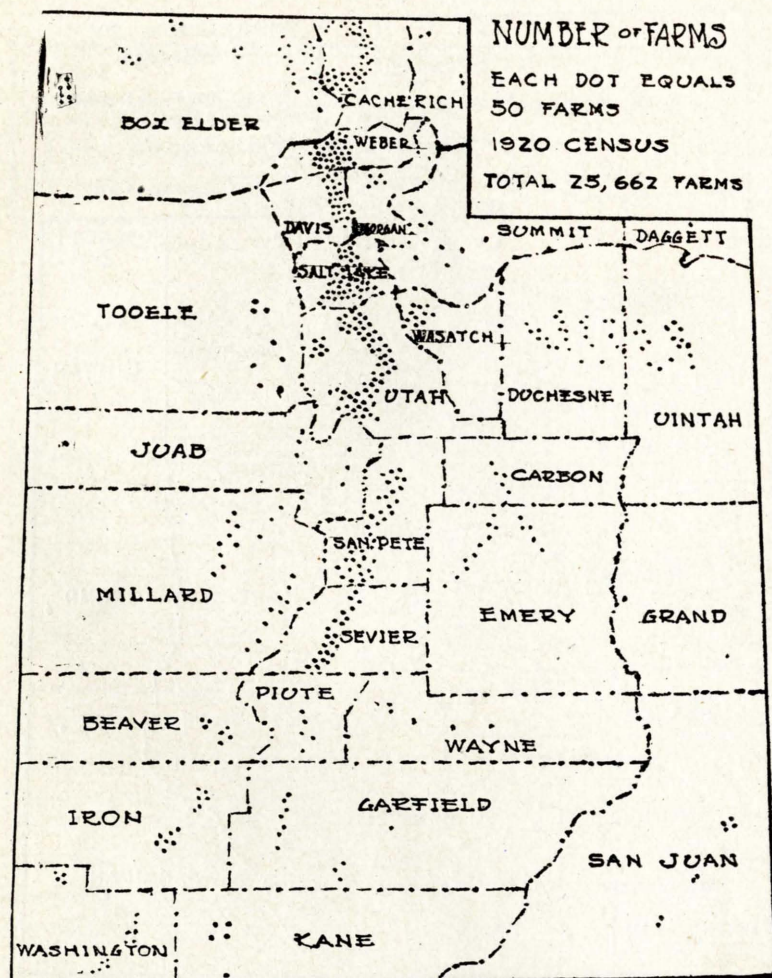 NUMBER OF FARMS
EACH DOT EQUALS
50 FARMS
1920 CENSUS
TOTAL 25,662 FARMS
CACHE RICH
BOX ELDER
WEBER
DAVIS MORGAN
SUMMIT DAGGETT
SALT LAKE
TOOELE
WASATCH
UTAH DUCHESNE
UINTAH
JUAB
CARBON
SAN PETE
MILLARD
EMERY GRAND
SEVIER
PIUTE
BEAVER
WAYNE
GARFIELD
IRON
SAN JUAN
WASHINGTON KANE